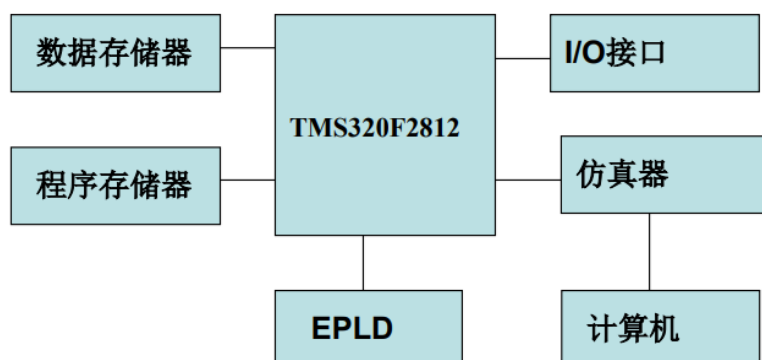 数据存储器
I/O接口
TMS320F2812
程序存储器
仿真器
EPLD
计算机